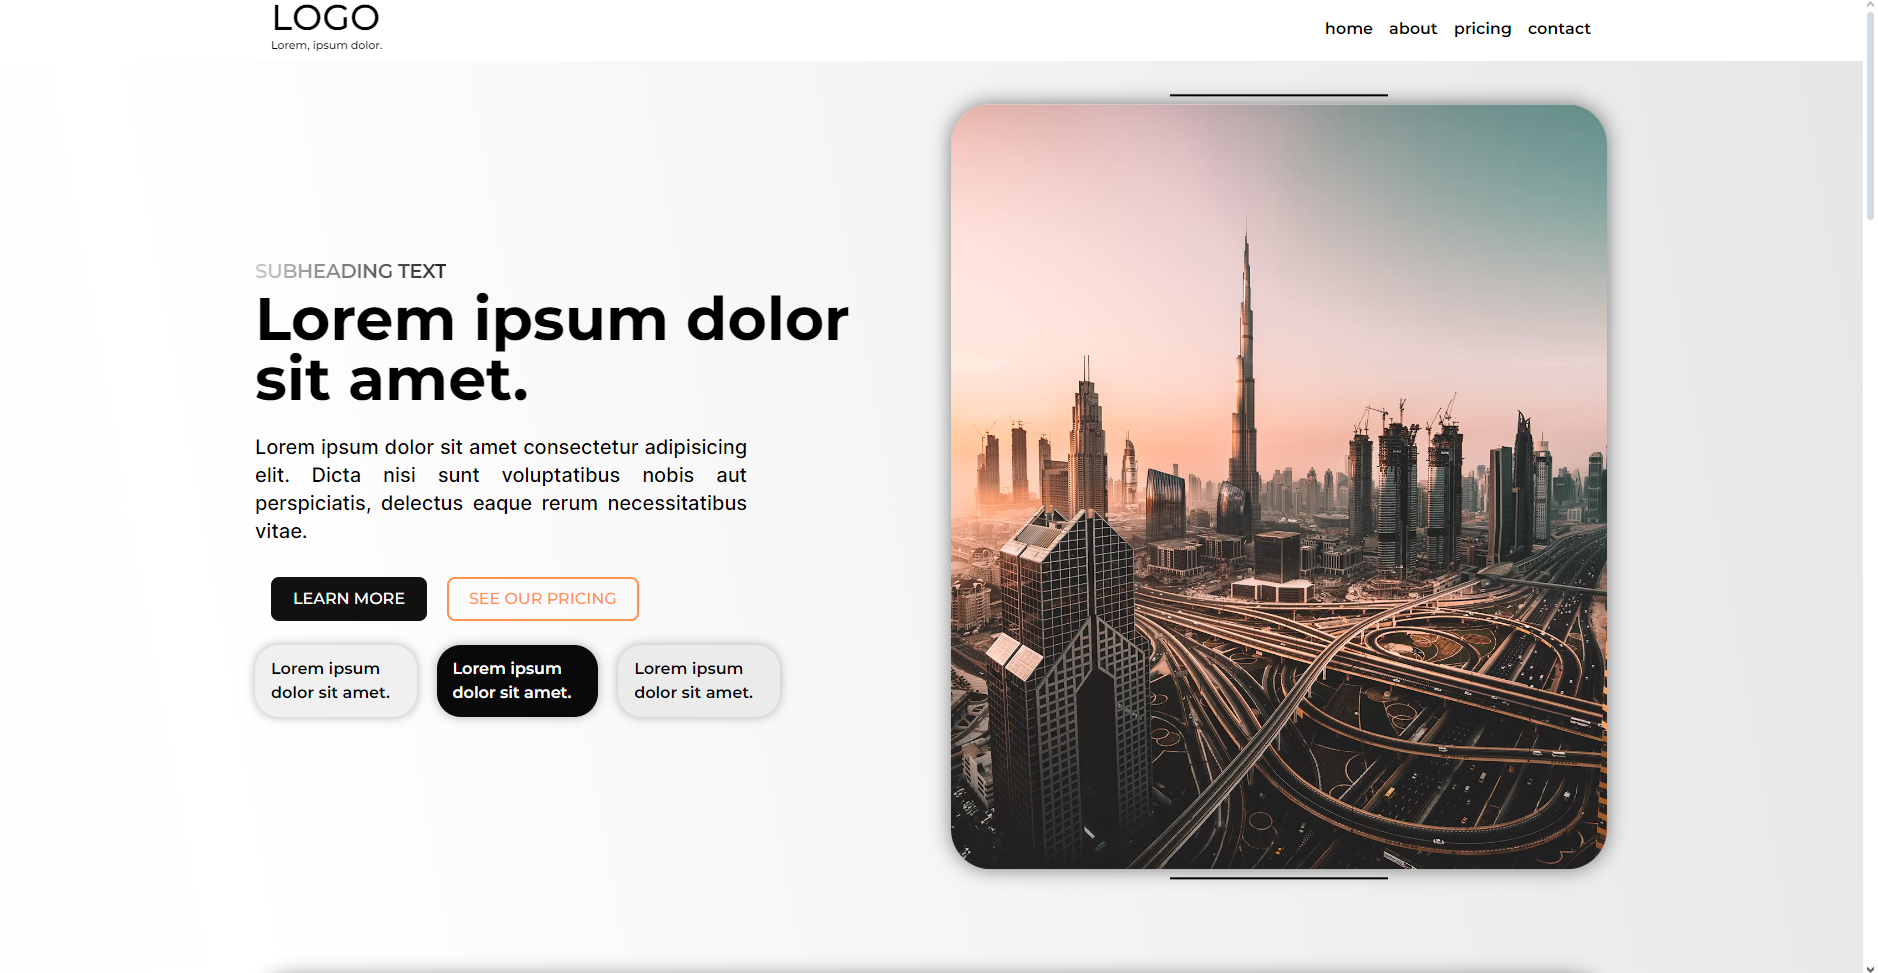 LOGO
Lorem, ipsum dolor.
home about pricing contact
SUBHEADING TEXT
Lorem ipsum dolor
sit amet.
Lorem ipsum dolor sit amet consectetur adipisicing
elit. Dicta nisi sunt voluptatibus nobis aut
perspiciatis, delectus eaque rerum necessitatibus
vitae.
LEARN MORE
SEE OUR PRICING
Lorem ipsum
dolor sit amet.
Lorem ipsum
dolor sit amet.
Lorem ipsum
dolor sit amet.